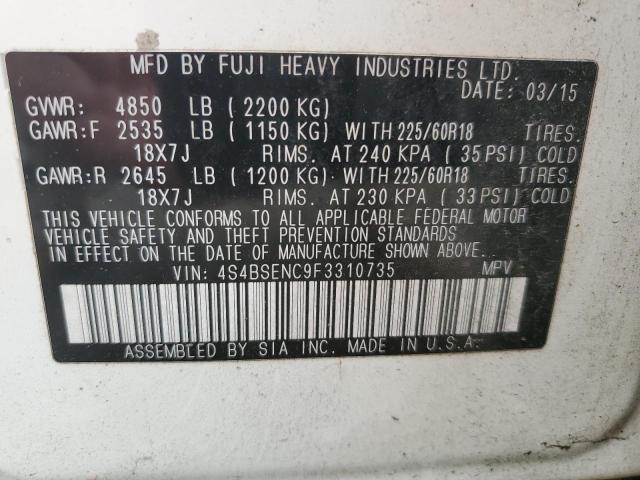 MFD BY FUJI HEAVY INDUSTRIES LTD.
DATE: 03/15
GVWR: 4850 LB (2200 KG)
GAWR:F 2535 LB (1150 KG) WITH 225/60R18 TIRES.
18X7J RIMS. AT 240 KPA (35 PSI) COLD
GAWR:R 2645 LB (1200 KG) WITH 225/60R18 TIRES.
18X7J RIMS. AT 230 KPA (33 PSI) COLD
THIS VEHICLE CONFORMS TO ALL APPLICABLE FEDERAL MOTOR
VEHICLE SAFETY AND THEFT PREVENTION STANDARDS
IN EFFECT ON THE DATE OF MANUFACTURE SHOWN ABOVE.
VIN: 4S4BSENC9F3310735 MPV
ASSEMBLED BY SIA INC. MADE IN U.S.A.